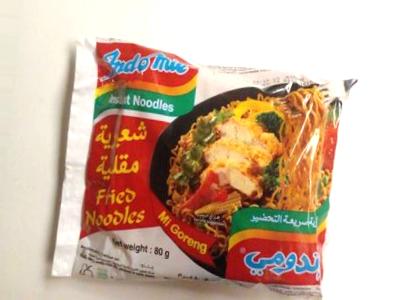 Indomie
Instant Noodles
شعرية
مقلية
Fried
Noodles
Mi Goreng
Net weight : 80 g
سريعة التحضير
إندومي